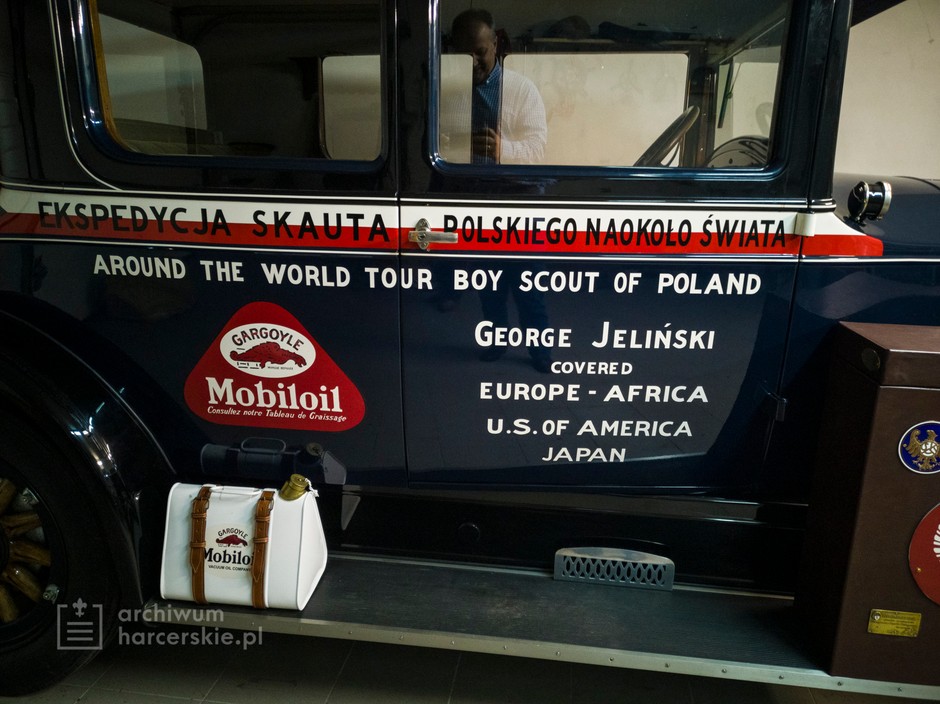 EKSPEDYCJA SKAUTA POLSKIEGO NAOKOŁO ŚWIATA
AROUND THE WORLD TOUR BOY SCOUT OF POLAND
GARGOYLE
Mobiloil
Consultez notre Tableau de Graissage
GEORGE JELIŃSKI
COVERED
EUROPE - AFRICA
U.S. OF AMERICA
JAPAN
GARGOYLE
Mobiloil
VACUUM OIL COMPANY
archiwum
harcerskie.pl